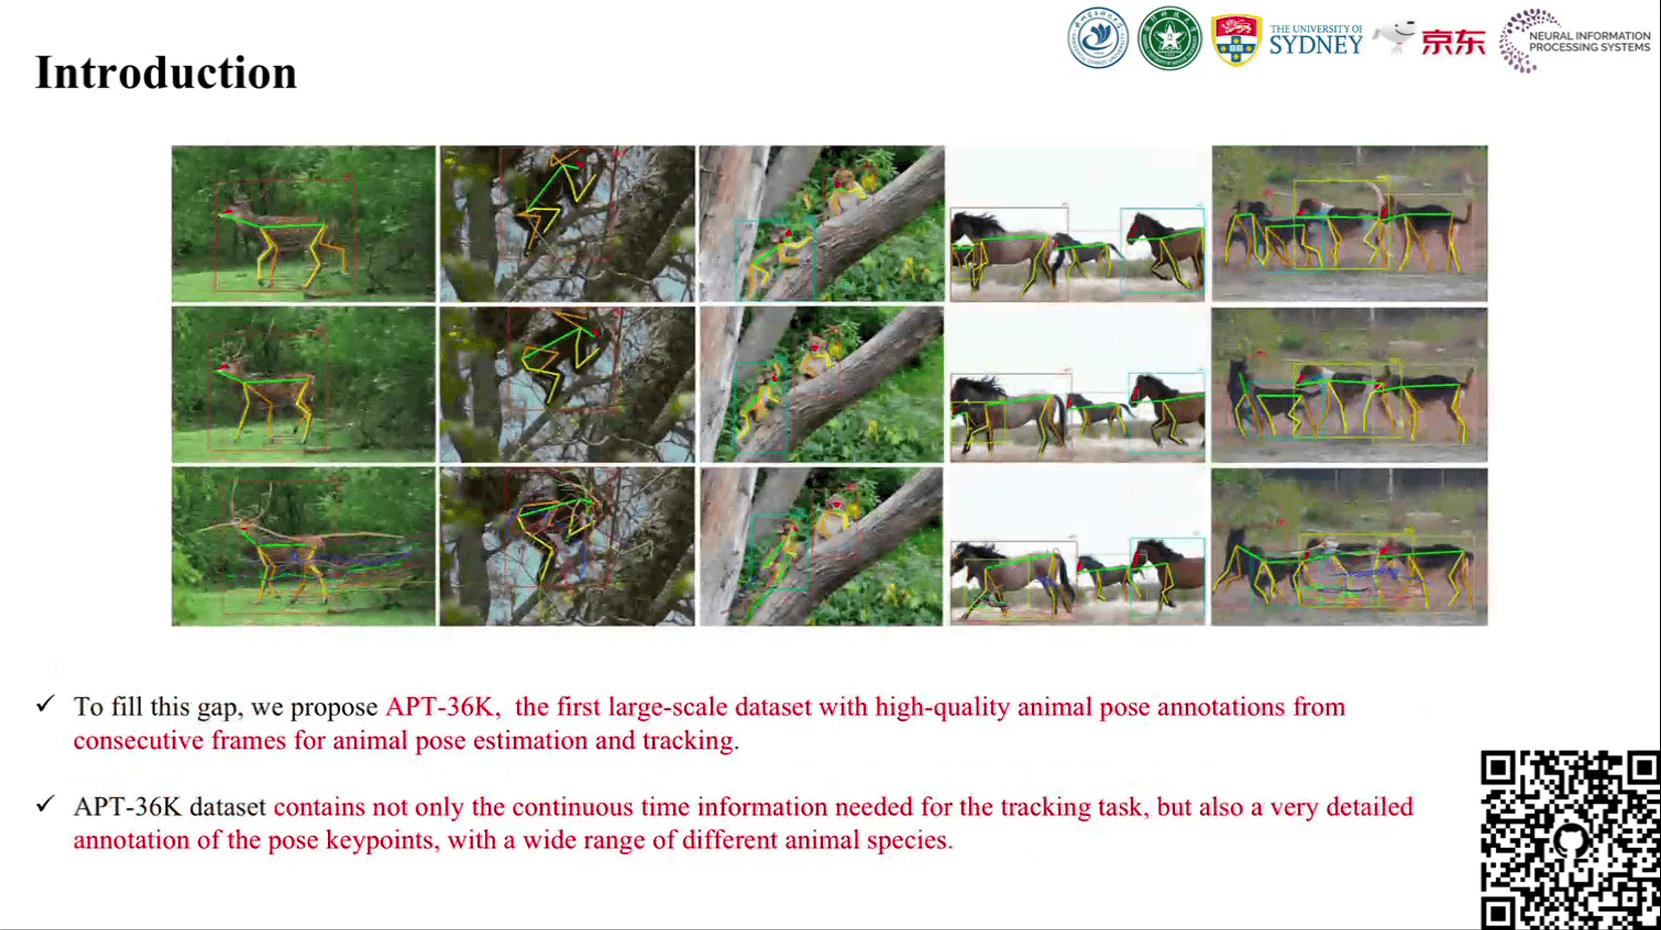 THE UNIVERSITY OF
SYDNEY
京东
NEURAL INFORMATION
PROCESSING SYSTEMS
Introduction
✓ To fill this gap, we propose APT-36K, the first large-scale dataset with high-quality animal pose annotations from
consecutive frames for animal pose estimation and tracking.
✓ APT-36K dataset contains not only the continuous time information needed for the tracking task, but also a very detailed
annotation of the pose keypoints, with a wide range of different animal species.